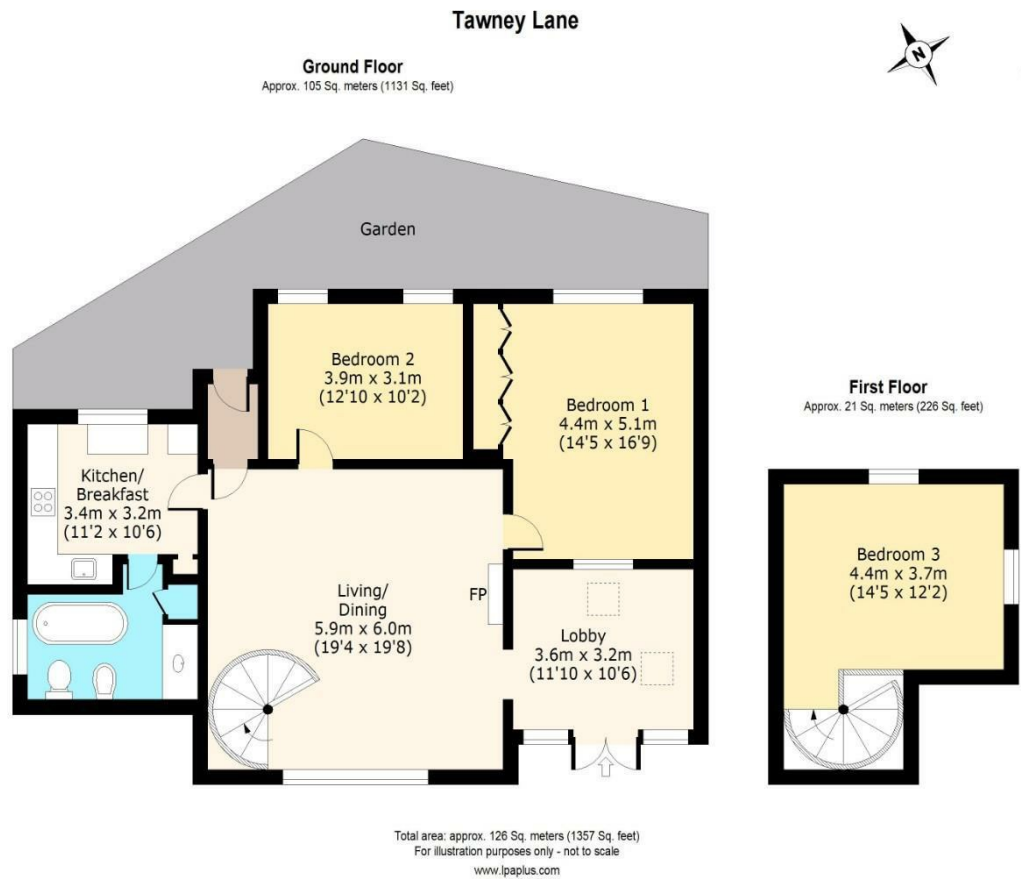 Tawney Lane
N
Ground Floor
Approx. 105 Sq. meters (1131 Sq. feet)
Garden
Bedroom 2
3.9m x 3.1m
(12'10 x 10'2)
Bedroom 1
4.4m x 5.1m
(14'5 x 16'9)
Kitchen/
Breakfast
3.4m x 3.2m
(11'2 x 10'6)
Living/
Dining
5.9m x 6.0m
(19'4 x 19'8)
FP
Lobby
3.6m x 3.2m
(11'10 x 10'6)
First Floor
Approx. 21 Sq. meters (226 Sq. feet)
Bedroom 3
4.4m x 3.7m
(14'5 x 12'2)
Total area: approx. 126 Sq. meters (1357 Sq. feet)
For illustration purposes only - not to scale
www.lpaplus.com